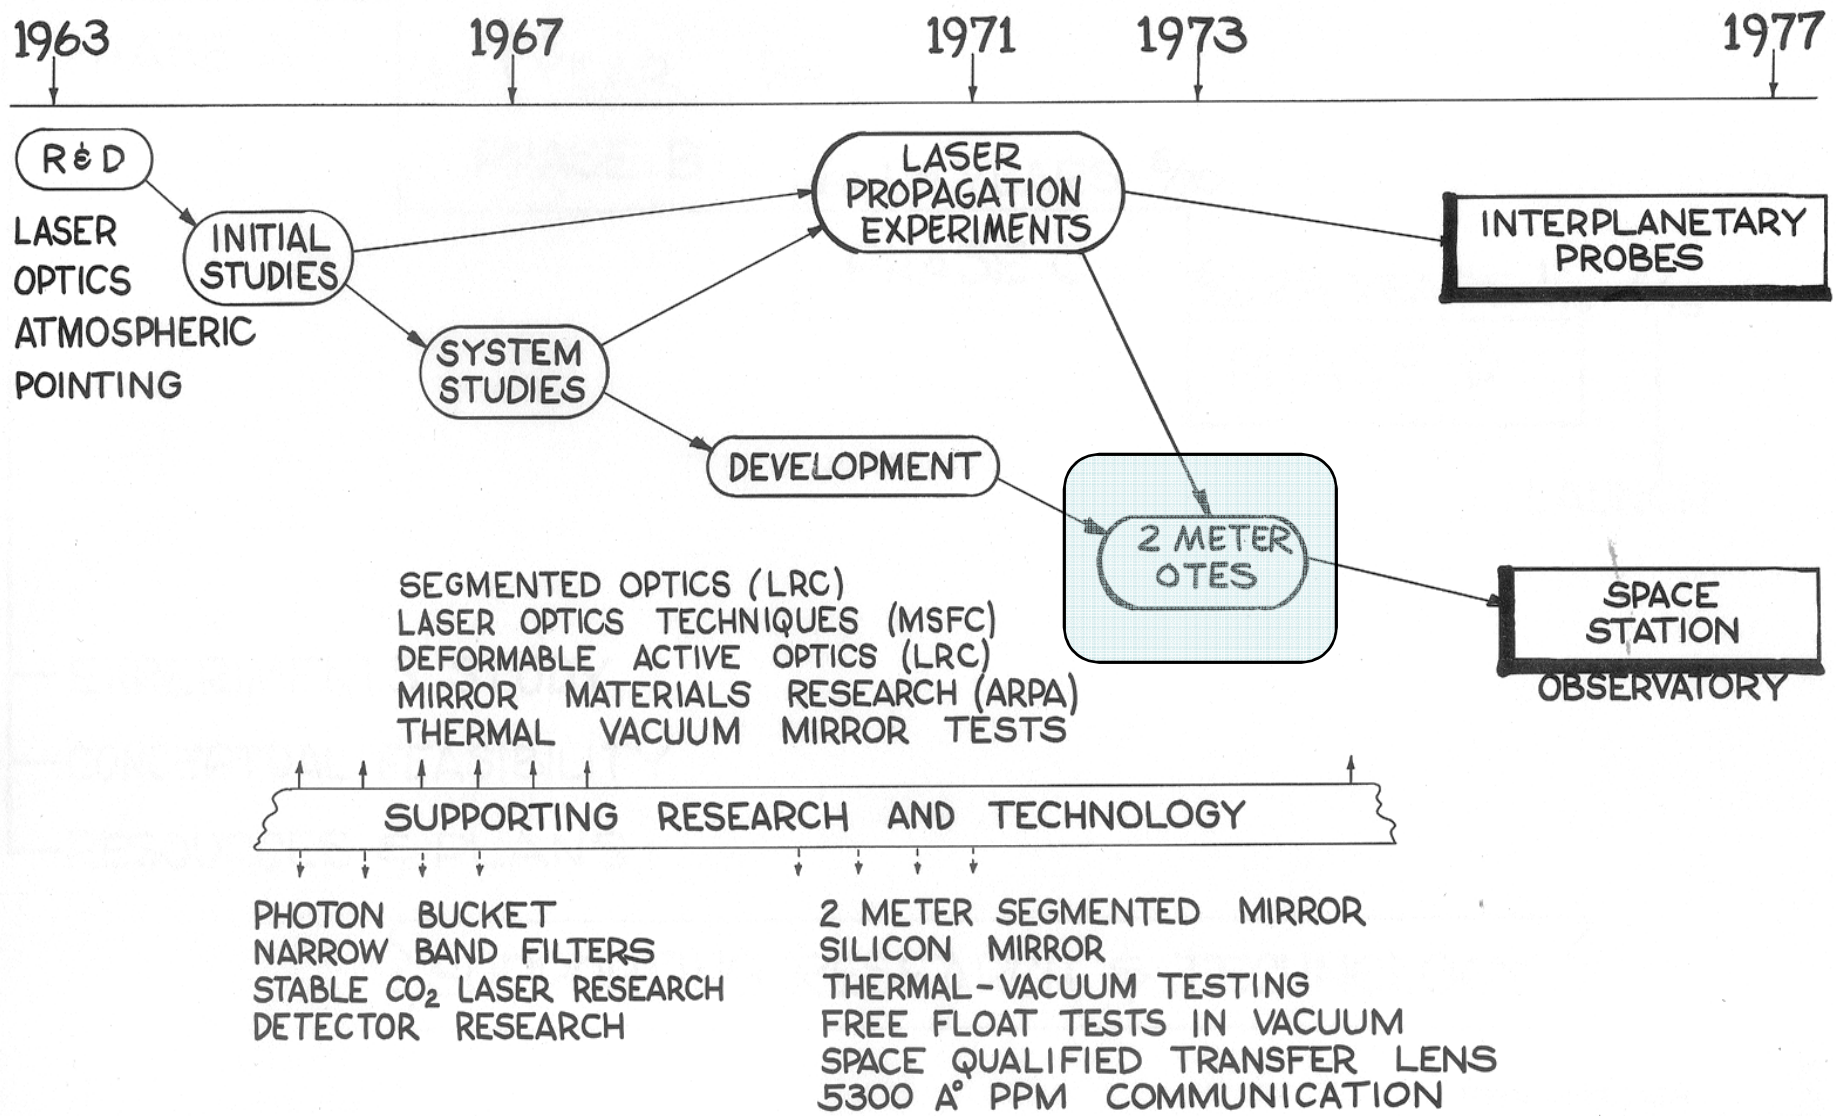 1963 1967 1971 1973 1977
R & D
LASER
OPTICS
ATMOSPHERIC
POINTING
INITIAL
STUDIES
SYSTEM
STUDIES
DEVELOPMENT
LASER
PROPAGATION
EXPERIMENTS
2 METER
OTES
INTERPLANETARY
PROBES
SPACE
STATION
OBSERVATORY
SEGMENTED OPTICS (LRC)
LASER OPTICS TECHNIQUES (MSFC)
DEFORMABLE ACTIVE OPTICS (LRC)
MIRROR MATERIALS RESEARCH (ARPA)
THERMAL VACUUM MIRROR TESTS
SUPPORTING RESEARCH AND TECHNOLOGY
PHOTON BUCKET
NARROW BAND FILTERS
STABLE CO₂ LASER RESEARCH
DETECTOR RESEARCH
2 METER SEGMENTED MIRROR
SILICON MIRROR
THERMAL-VACUUM TESTING
FREE FLOAT TESTS IN VACUUM
SPACE QUALIFIED TRANSFER LENS
5300 A° PPM COMMUNICATION